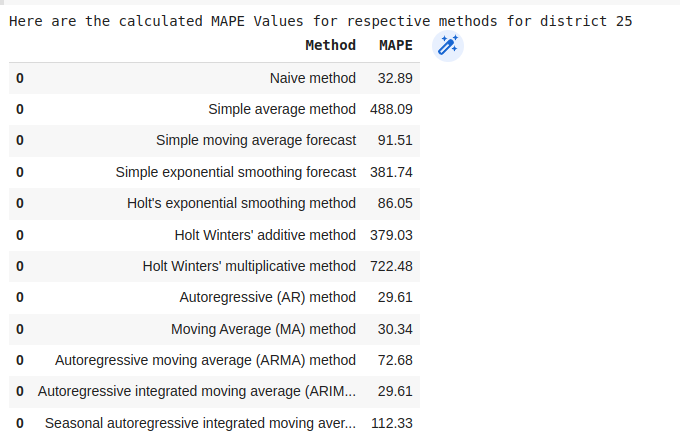 Here are the calculated MAPE Values for respective methods for district 25
Method MAPE
0 Naive method 32.89
0 Simple average method 488.09
0 Simple moving average forecast 91.51
0 Simple exponential smoothing forecast 381.74
0 Holt's exponential smoothing method 86.05
0 Holt Winters' additive method 379.03
0 Holt Winters' multiplicative method 722.48
0 Autoregressive (AR) method 29.61
0 Moving Average (MA) method 30.34
0 Autoregressive moving average (ARMA) method 72.68
0 Autoregressive integrated moving average (ARIM... 29.61
0 Seasonal autoregressive integrated moving aver... 112.33